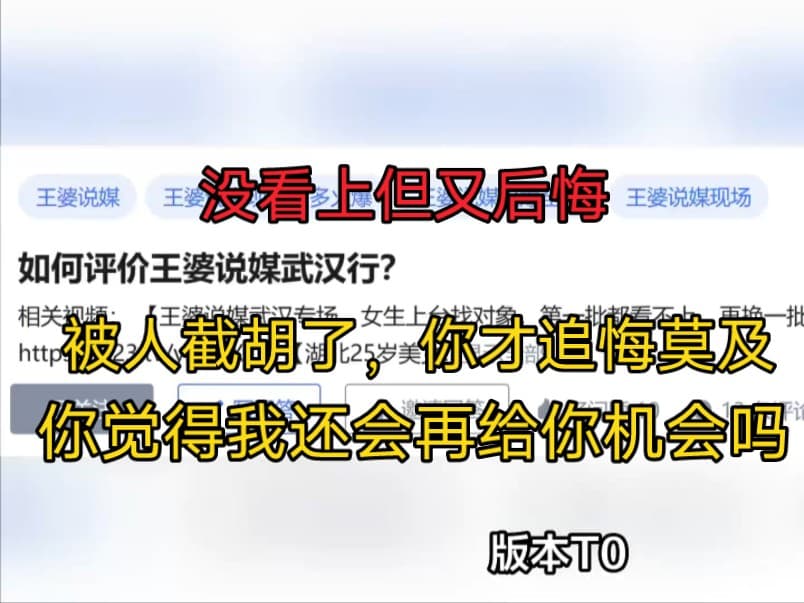 王婆说媒 王婆 多火爆 王婆说媒现场
没看上但又后悔
如何评价王婆说媒武汉行？
相关视频：【王婆说媒武汉专场，女生上台找对象，第一批都看不上，再换一批
被人截胡了，你才追悔莫及
http 23. 【湖北25岁美
你觉得我还会再给你机会吗
版本T0